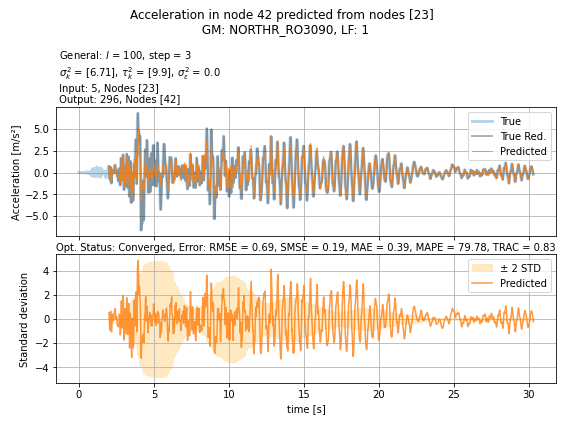 Acceleration in node 42 predicted from nodes [23]
GM: NORTHR_RO3090, LF: 1
General: l = 100, step = 3
σ²ₖ = [6.71], τ²ₖ = [9.9], σ²ε = 0.0
Input: 5, Nodes [23]
Output: 296, Nodes [42]
Acceleration [m/s²]
5.0
2.5
0.0
−2.5
−5.0
True
True Red.
Predicted
Opt. Status: Converged, Error: RMSE = 0.69, SMSE = 0.19, MAE = 0.39, MAPE = 79.78, TRAC = 0.83
Standard deviation
4
2
0
−2
−4
± 2 STD
Predicted
0 5 10 15 20 25 30
time [s]